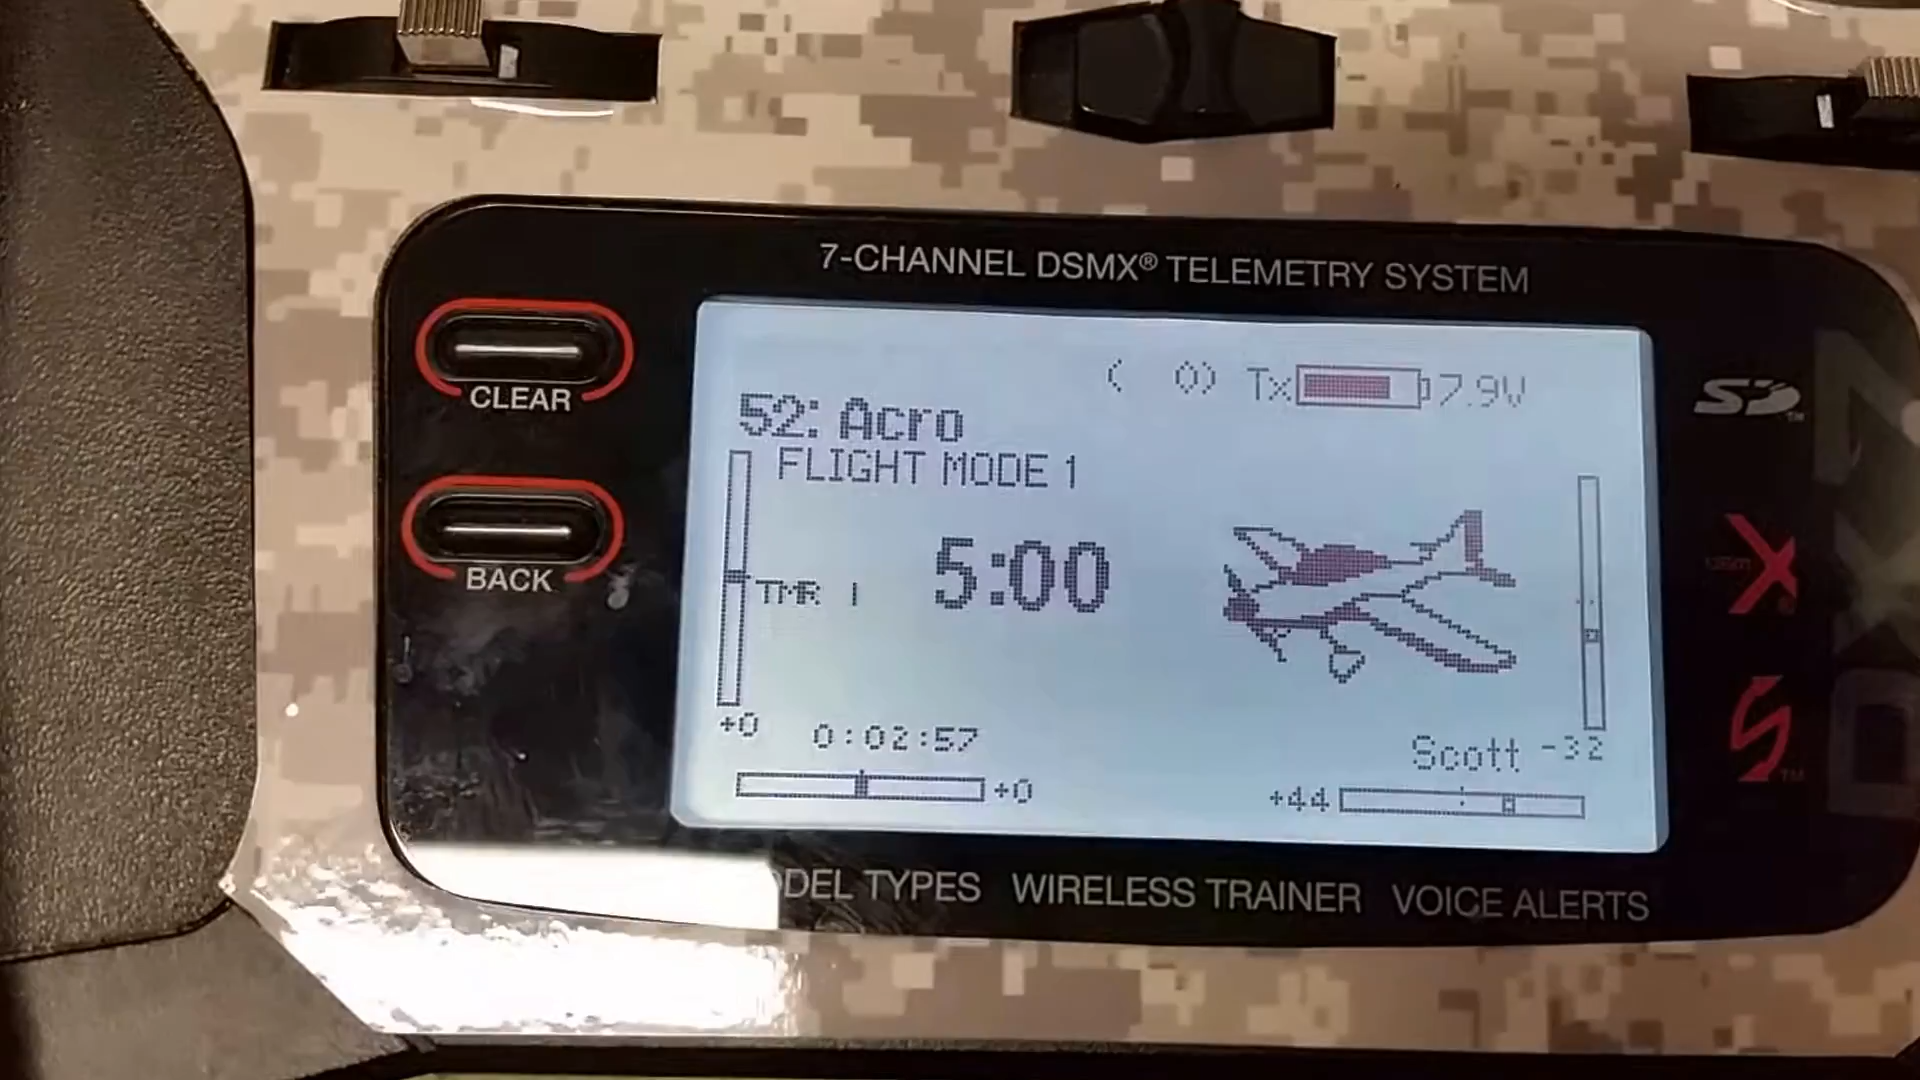 7-CHANNEL DSMX® TELEMETRY SYSTEM
CLEAR
BACK
Tx 7.9V
52: Acro
FLIGHT MODE 1
TMR 1 5:00
+0 0:02:57
Scott -32
+0
+44
DEL TYPES WIRELESS TRAINER VOICE ALERTS